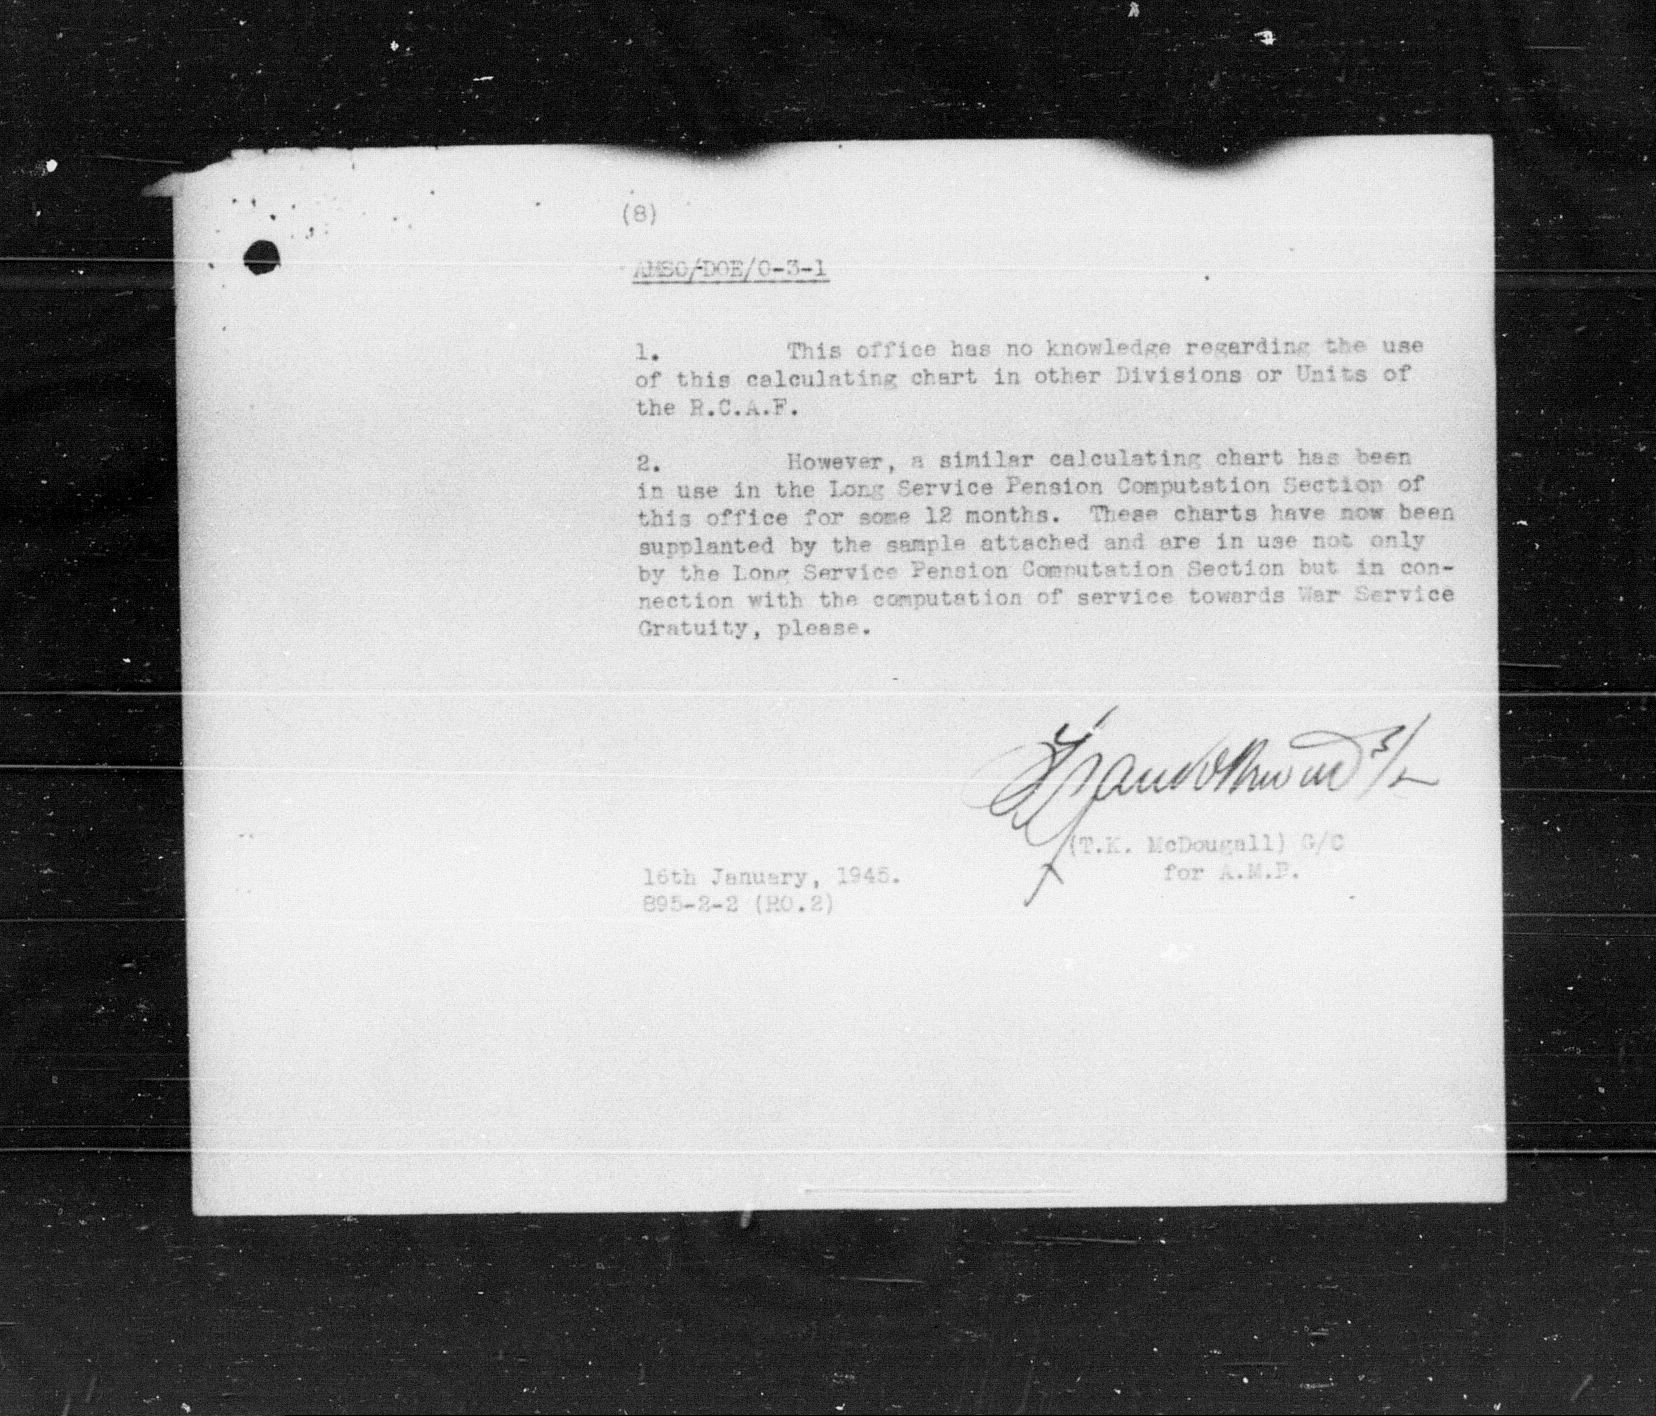 (8)
AMSO/DOE/O-3-1
1. This office has no knowledge regarding the use
of this calculating chart in other Divisions or Units of
the R.C.A.F.
2. However, a similar calculating chart has been
in use in the Long Service Pension Computation Section of
this office for some 12 months. These charts have now been
supplanted by the sample attached and are in use not only
by the Long Service Pension Computation Section but in con-
nection with the computation of service towards War Service
Gratuity, please.
(T.K. McDougall) G/C
for A.M.P.
16th January, 1945.
895-2-2 (RO.2)